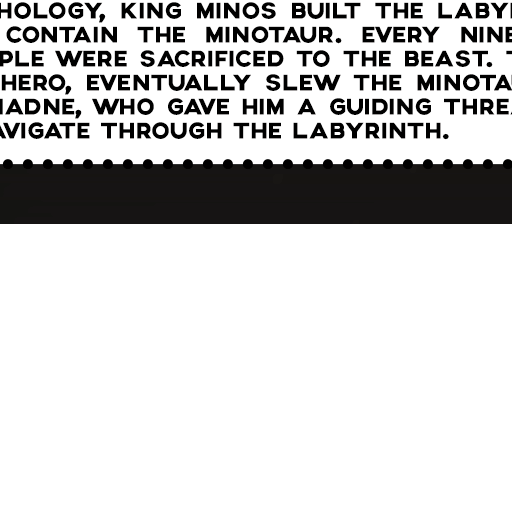 HOLOGY, KING MINOS BUILT THE LABY
CONTAIN THE MINOTAUR. EVERY NINE
PLE WERE SACRIFICED TO THE BEAST.
HERO, EVENTUALLY SLEW THE MINOTA
IADNE, WHO GAVE HIM A GUIDING THRE
AVIGATE THROUGH THE LABYRINTH.